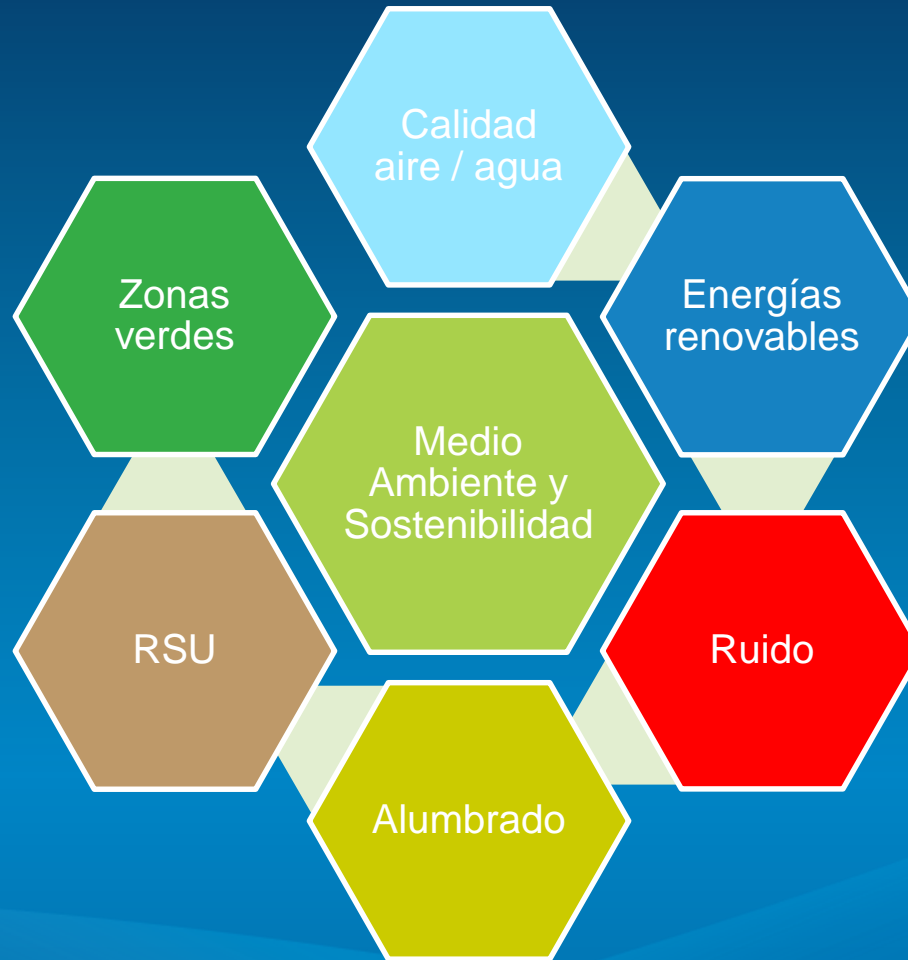 Calidad
aire / agua
Zonas
verdes
Energías
renovables
Medio
Ambiente y
Sostenibilidad
RSU
Ruido
Alumbrado